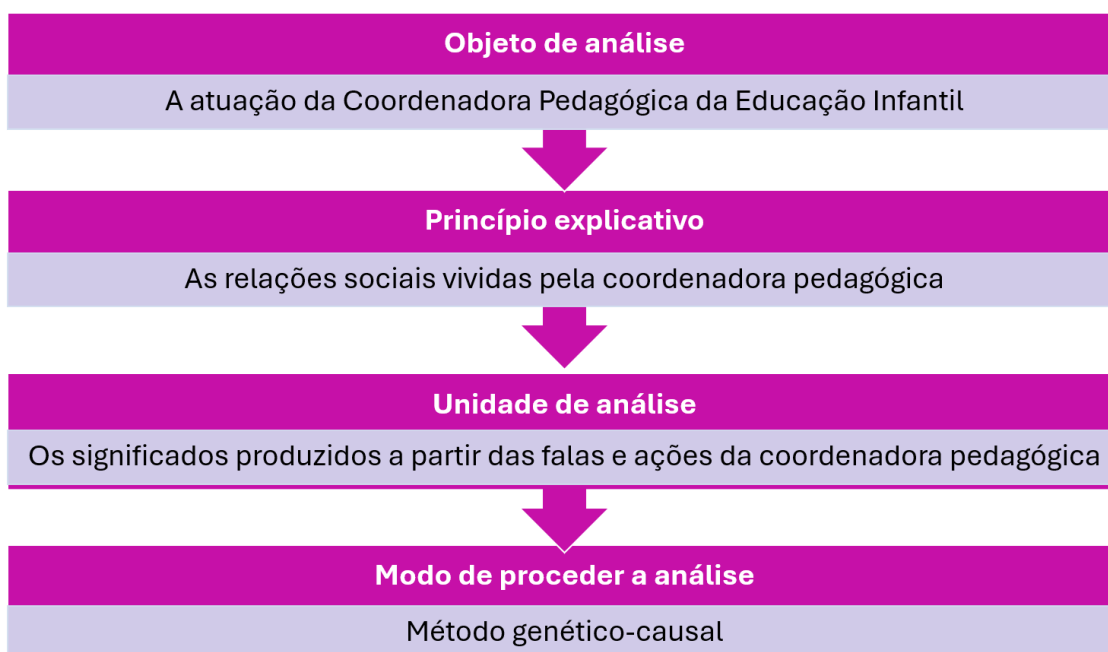 Objeto de análise
A atuação da Coordenadora Pedagógica da Educação Infantil
Princípio explicativo
As relações sociais vividas pela coordenadora pedagógica
Unidade de análise
Os significados produzidos a partir das falas e ações da coordenadora pedagógica
Modo de proceder a análise
Método genético-causal